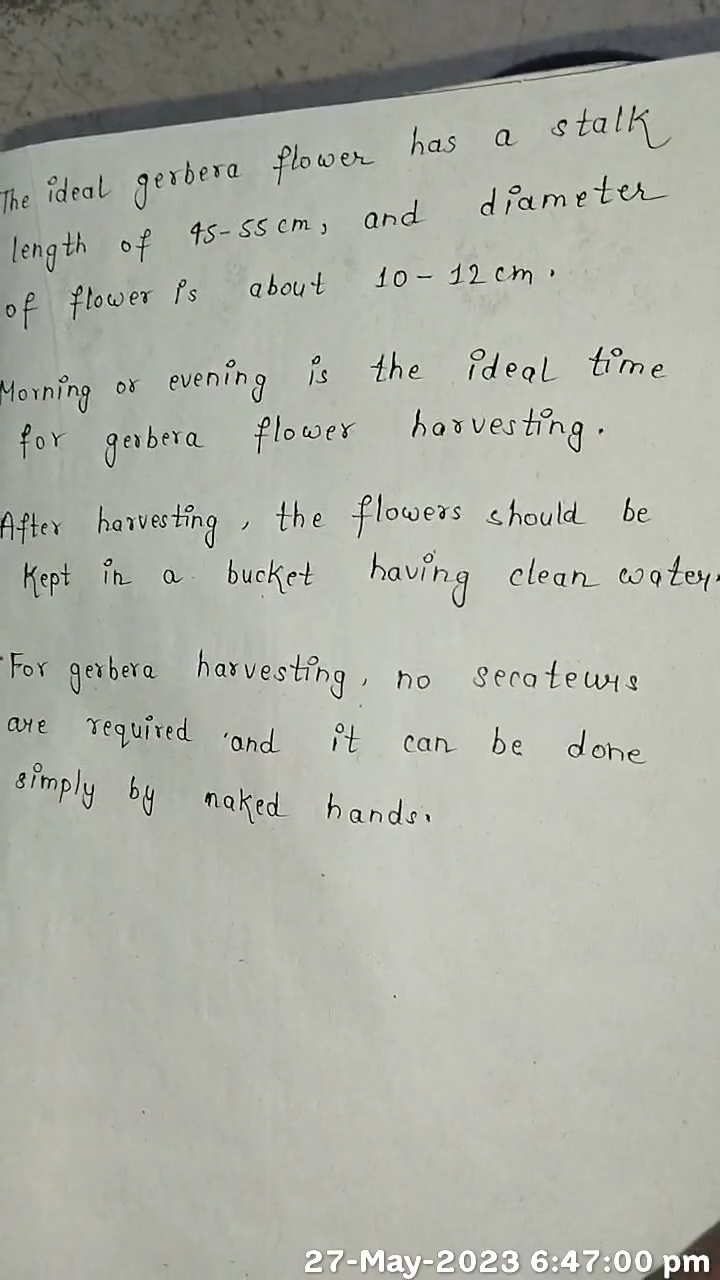 The ideal gerbera flower has a stalk
length of 45-55 cm, and diameter
of flower is about 10-12 cm.
Morning or evening is the ideal time
for gerbera flower harvesting.
After harvesting, the flowers should be
kept in a bucket having clean water.
For gerbera harvesting, no secateurs
are required and it can be done
simply by naked hands.
27-May-2023 6:47:00 pm